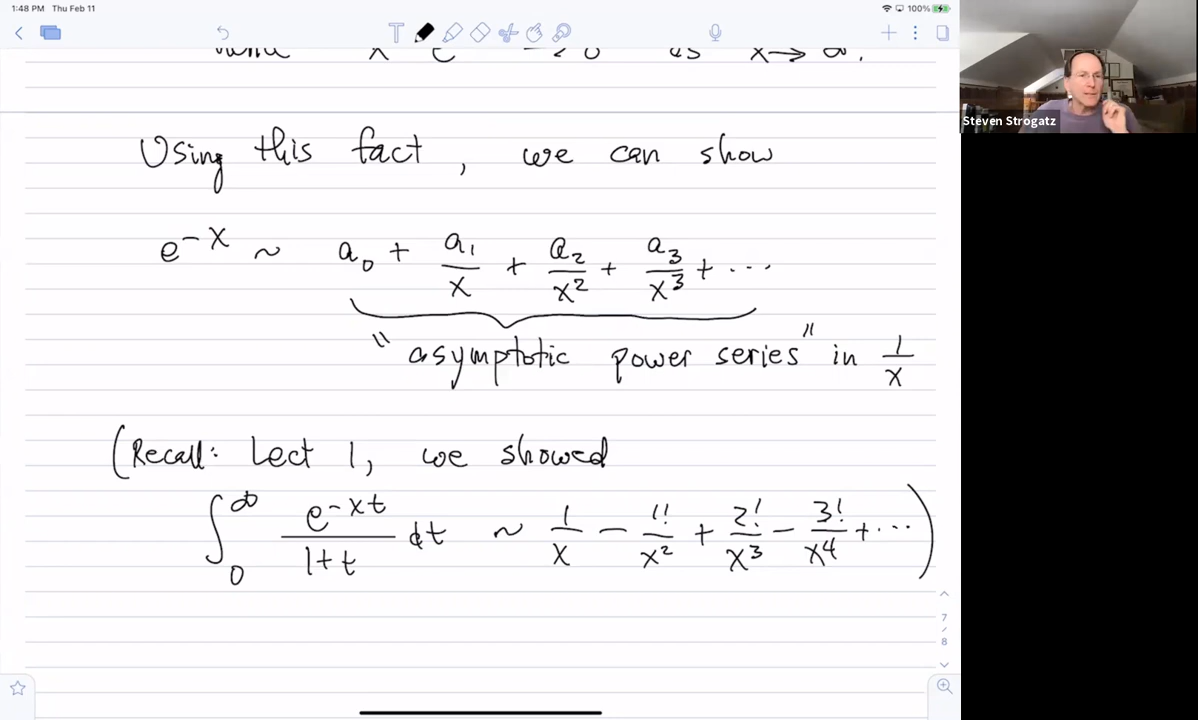 1:48 PM Thu Feb 11
100%
T
x → ∞.
Using this fact, we can show
e^{-x} ~ a_0 + a_1/x + a_2/x^2 + a_3/x^3 + ...
"asymptotic power series" in 1/x
(Recall: Lect 1, we showed
∫_0^∞ e^{-xt}/(1+t) dt ~ 1/x - 1!/x^2 + 2!/x^3 - 3!/x^4 + ...)
7
/
8
Steven Strogatz